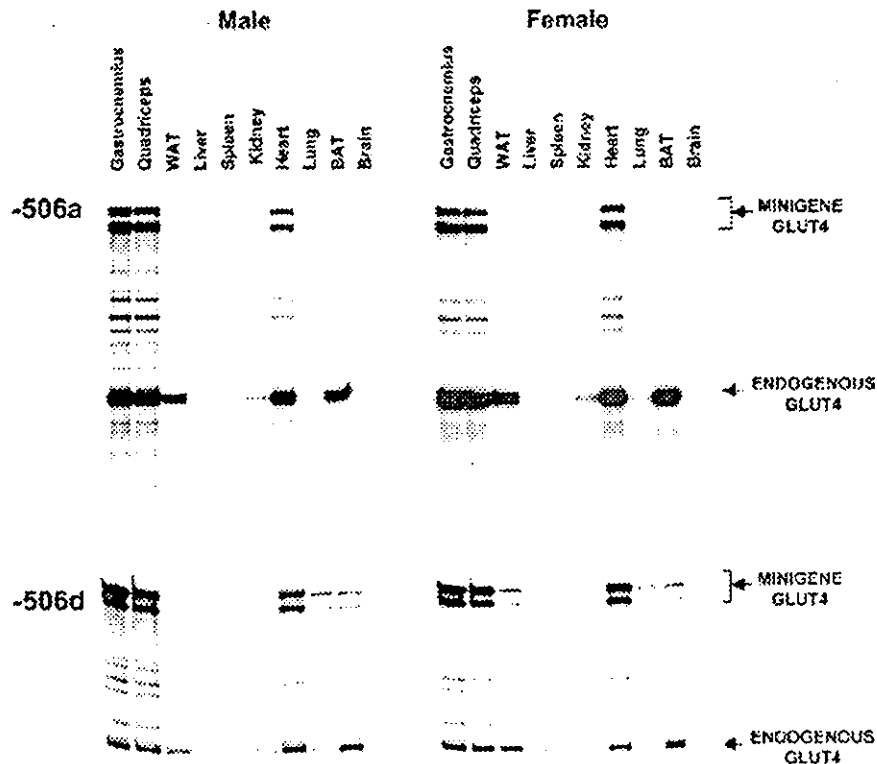 Male Female
Gastrocnemius Quadriceps WAT Liver Spleen Kidney Heart Lung BAT Brain
Gastrocnemius Quadriceps WAT Liver Spleen Kidney Heart Lung BAT Brain
-506a
MINIGENE
GLUT4
ENDOGENOUS
GLUT4
-506d
MINIGENE
GLUT4
ENDOGENOUS
GLUT4